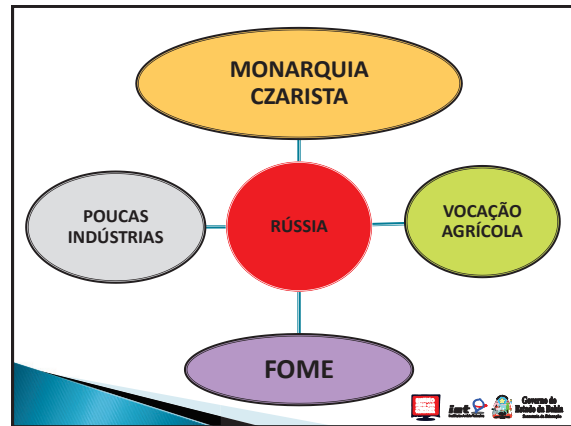 MONARQUIA
CZARISTA
POUCAS
INDÚSTRIAS
RÚSSIA
VOCAÇÃO
AGRÍCOLA
FOME
Governo do
Estado da Bahia